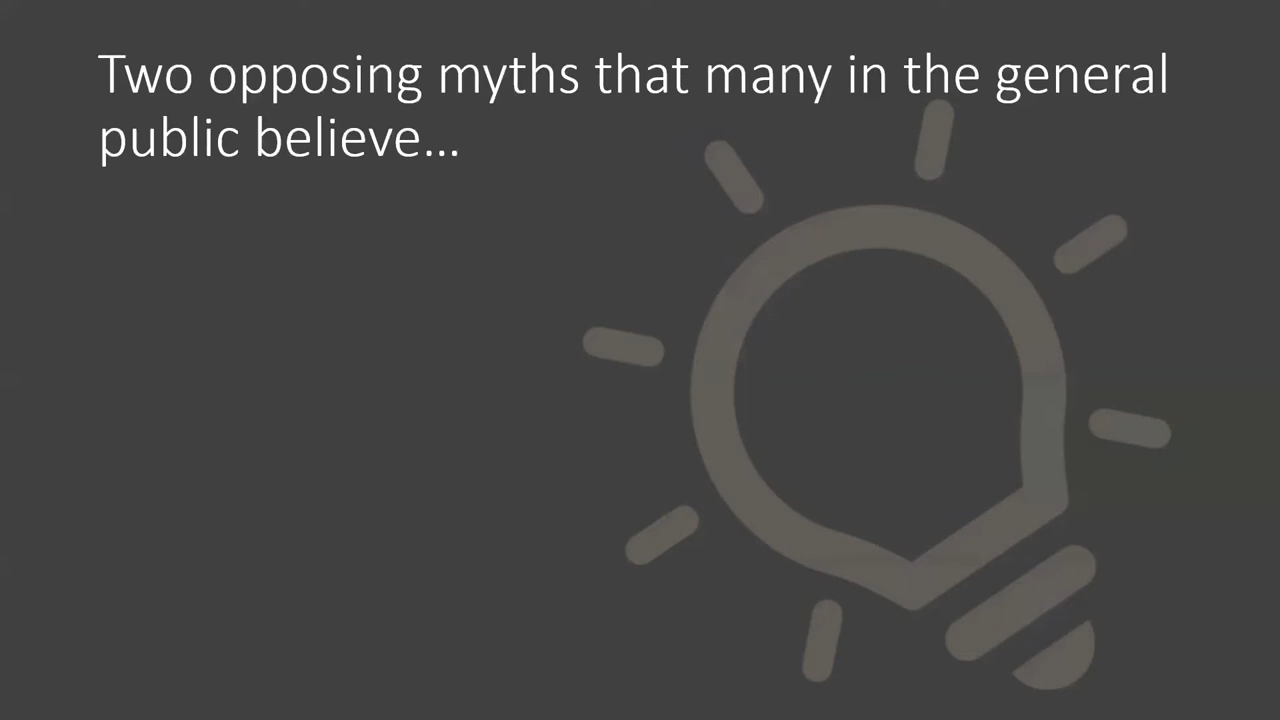 Two opposing myths that many in the general
public believe…